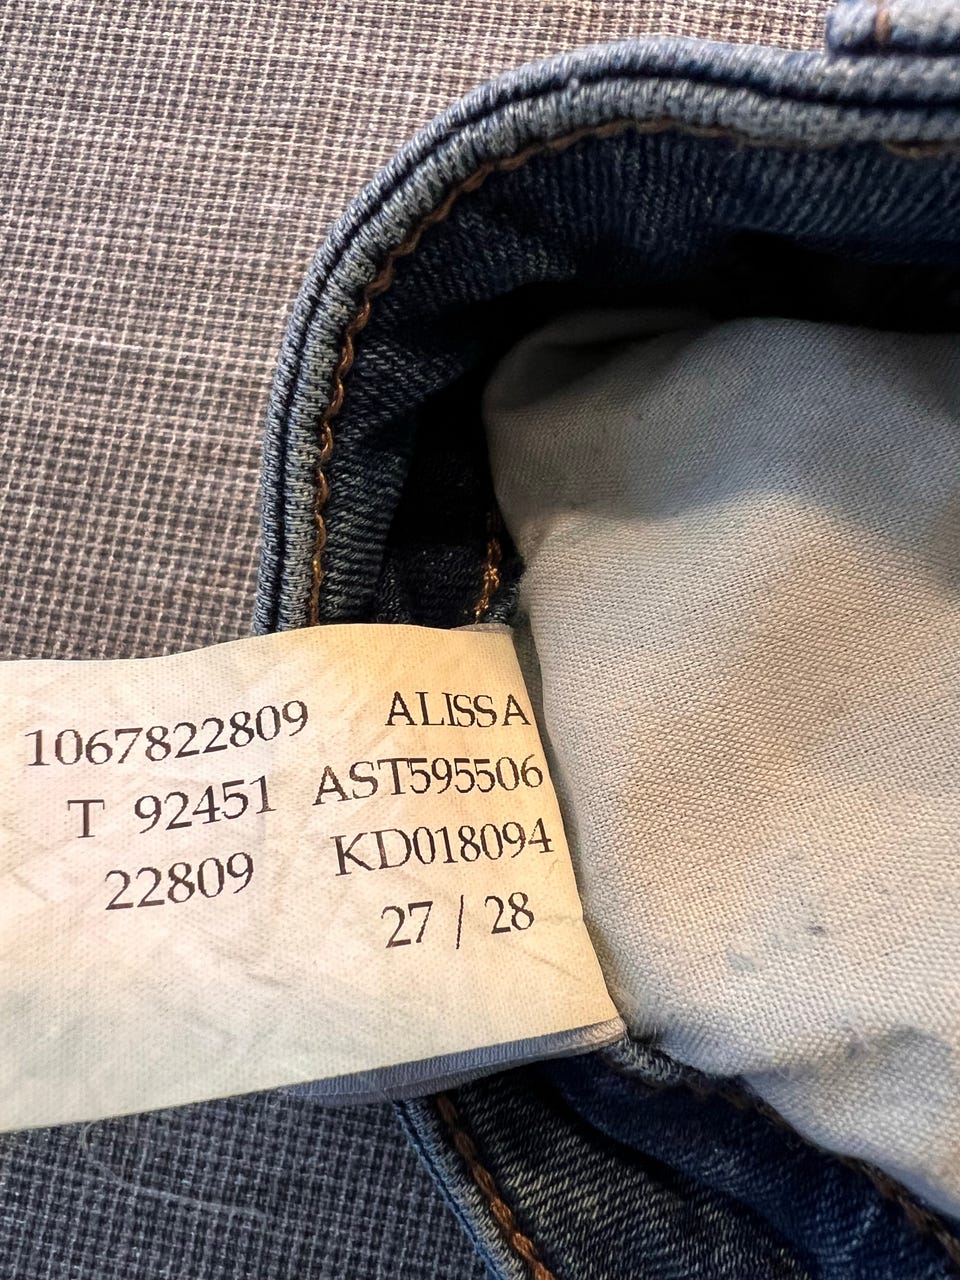 1067822809 ALISSA
T 92451 AST595506
22809 KD018094
27 / 28